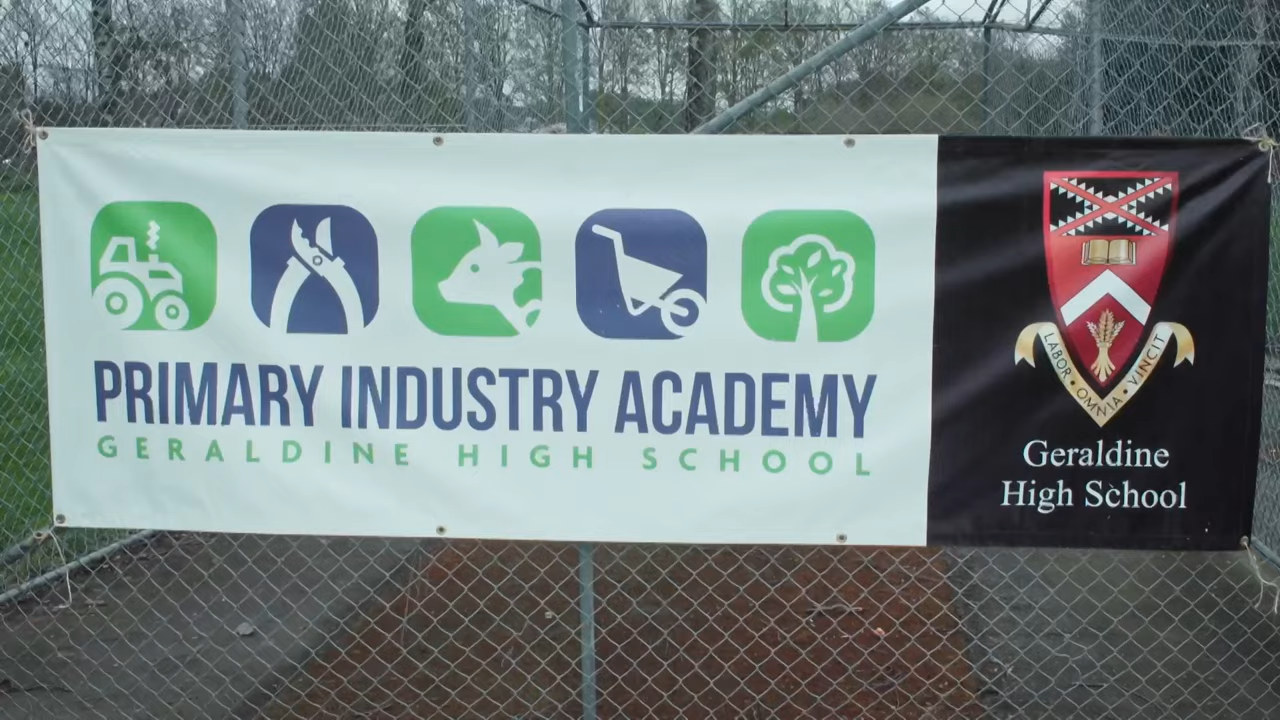 PRIMARY INDUSTRY ACADEMY
GERALDINE HIGH SCHOOL
LABOR • OMNIA • VINCIT
Geraldine
High School